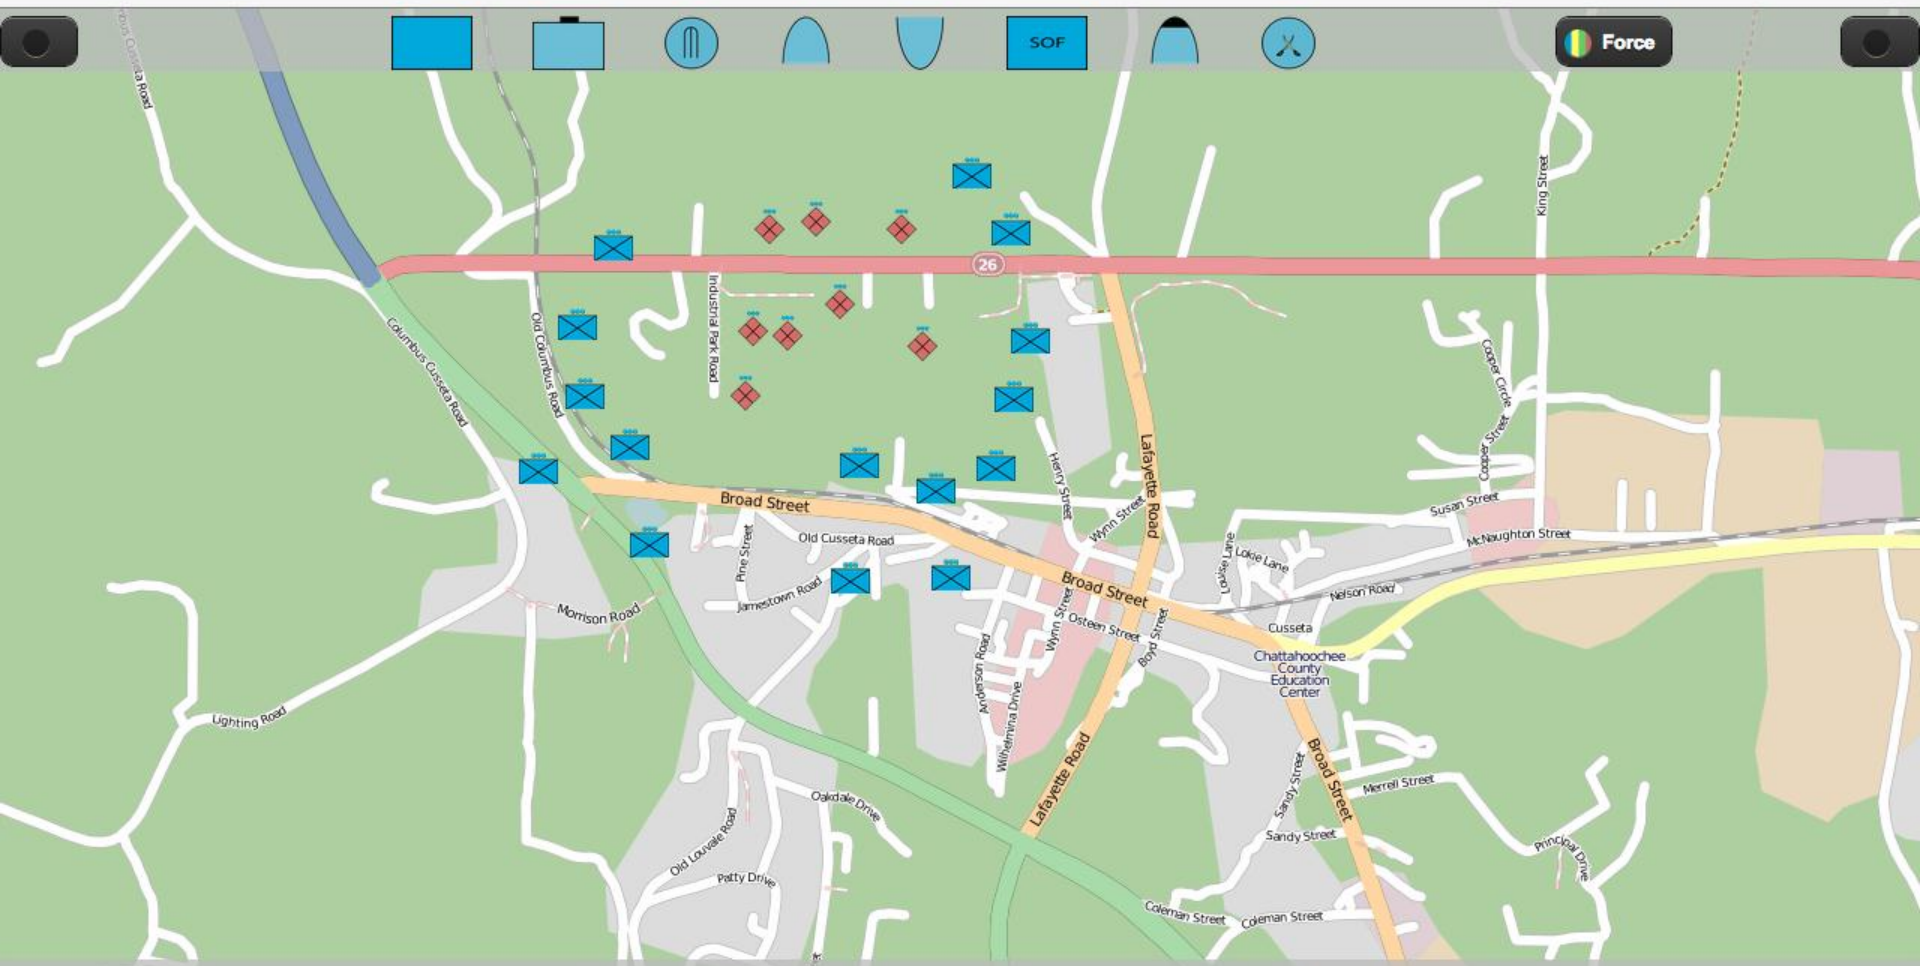 SOF
Force
Columbus Cusseta Road
King Street
26
Industrial Park Road
Old Columbus Road
Columbus Cusseta Road
Cooper Circle
Cooper Street
Lafayette Road
Henry Street
Broad Street
Wynn Street
Susan Street
McNaughton Street
Old Cusseta Road
Pine Street
Louise Lane
Lokie Lane
Jamestown Road
Broad Street
Nelson Road
Morrison Road
Wynn Street
Osteen Street
Boyd Street
Cusseta
Chattahoochee
County
Education
Center
Anderson Road
Wilhelmina Drive
Lighting Road
Lafayette Road
Broad Street
Sandy Street
Merrell Street
Oakdale Drive
Old Louvale Road
Sandy Street
Principal Drive
Patty Drive
Coleman Street
Coleman Street